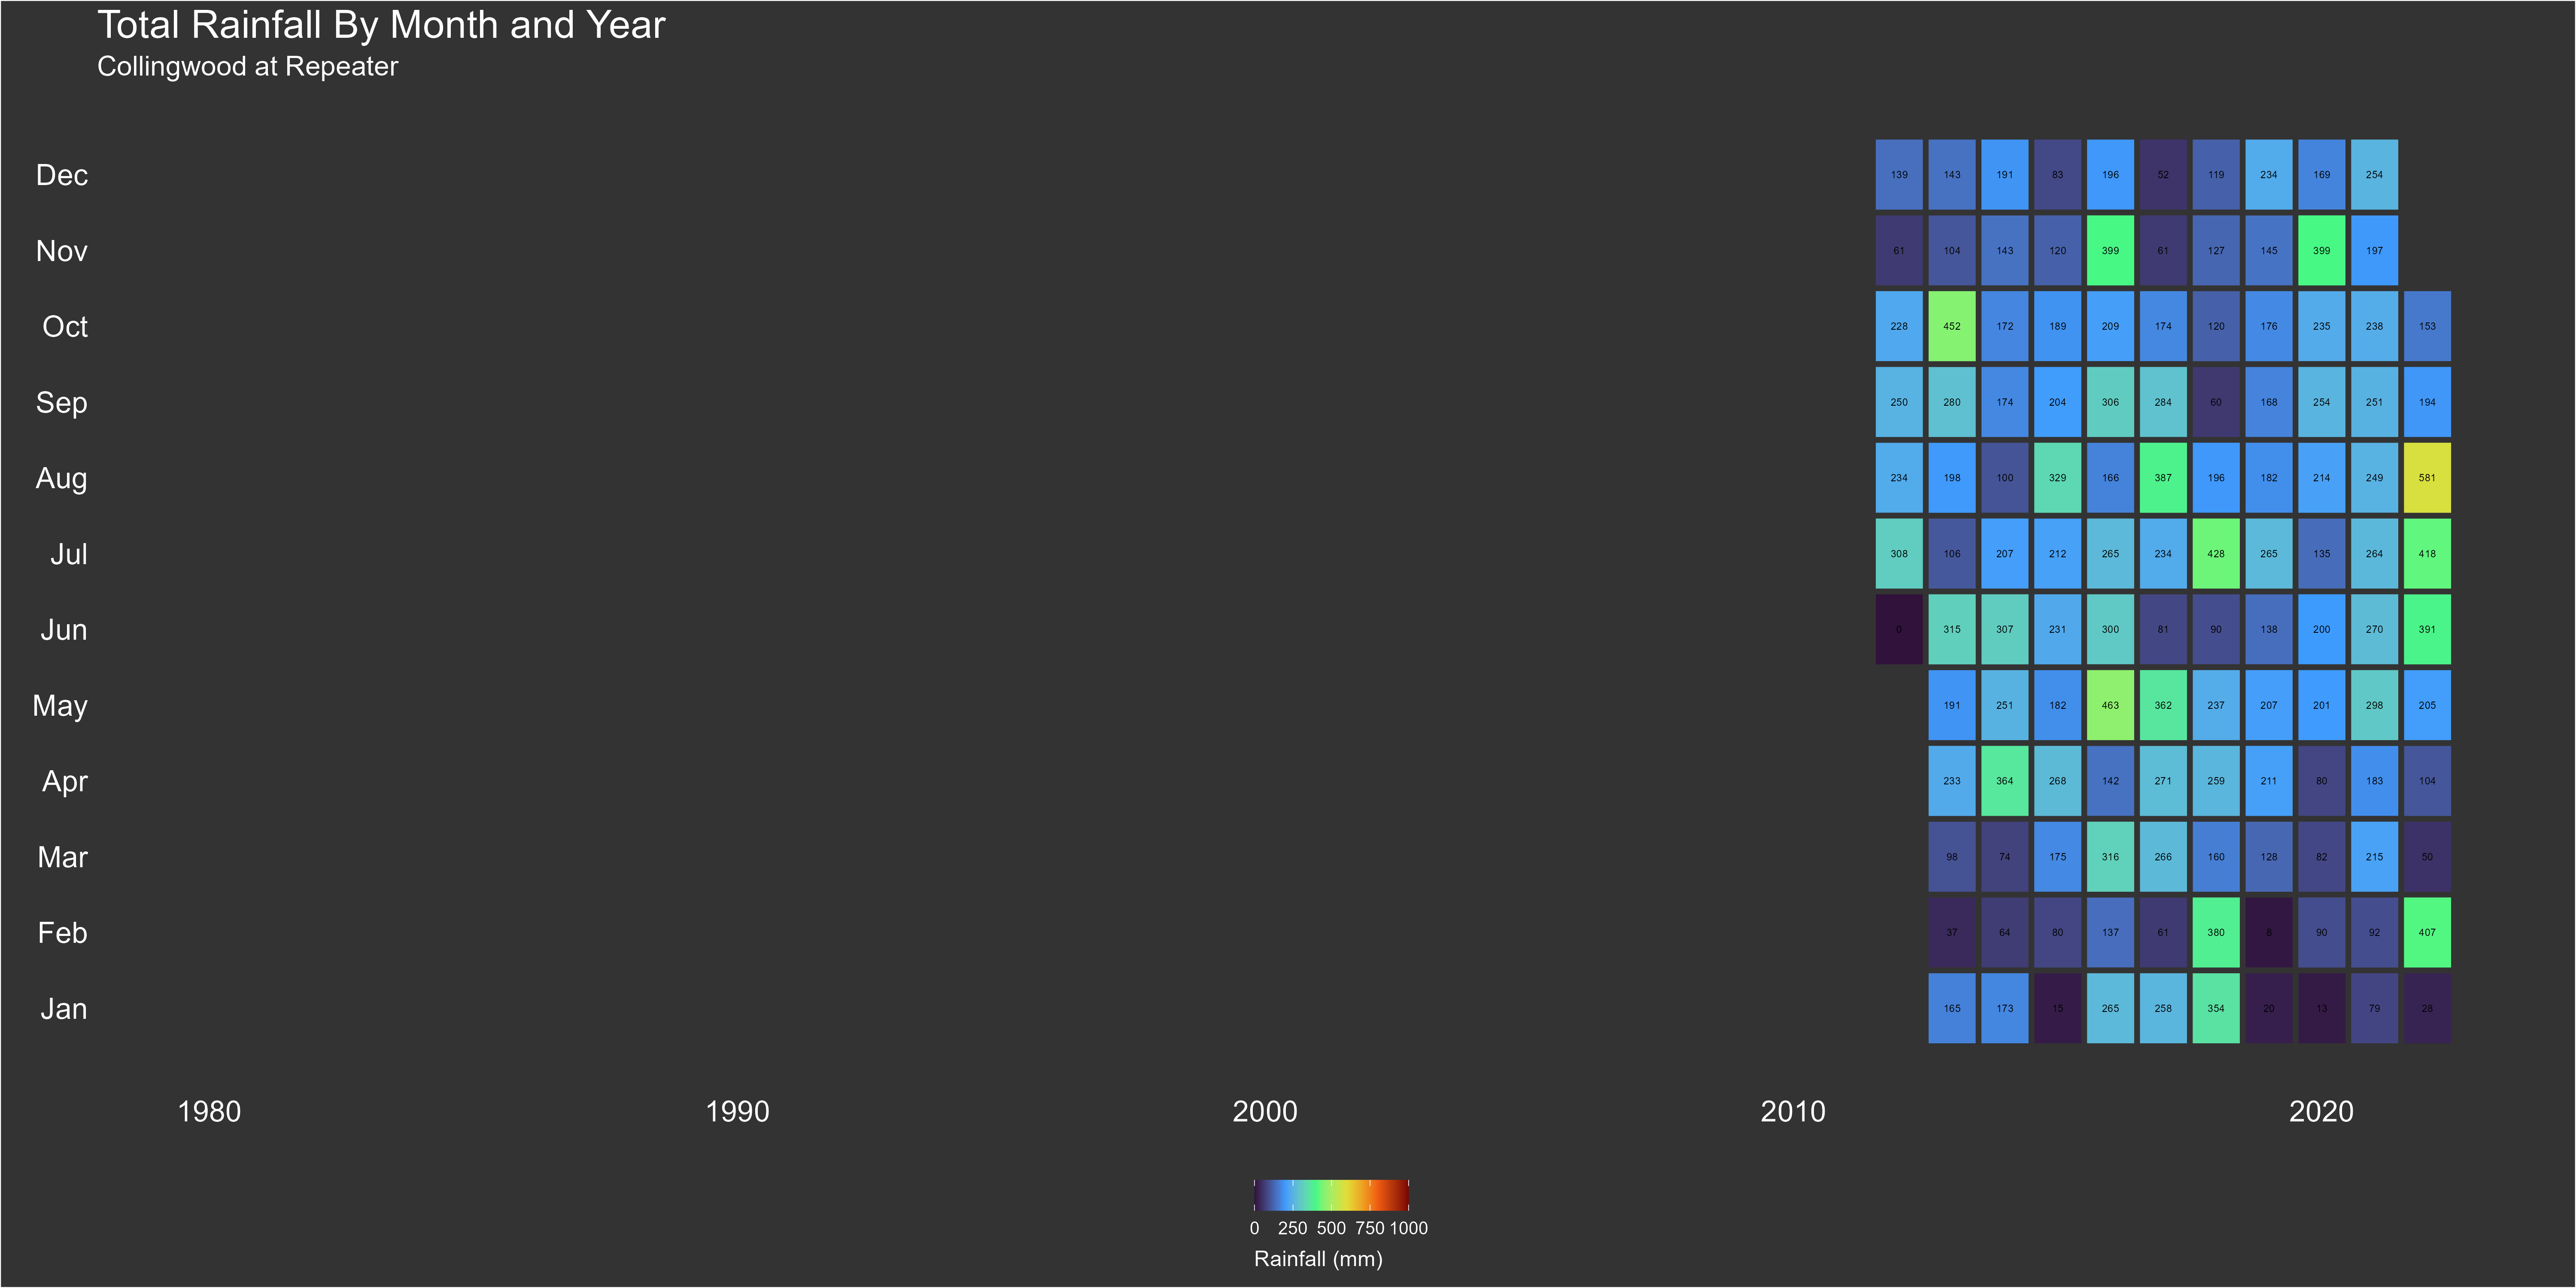 Total Rainfall By Month and Year
Collingwood at Repeater
Dec 139 143 191 83 196 52 119 234 169 254
Nov 61 104 143 120 399 61 127 145 399 197
Oct 228 452 172 189 209 174 120 176 235 238 153
Sep 250 280 174 204 306 284 60 168 254 251 194
Aug 234 198 100 329 166 387 196 182 214 249 581
Jul 308 106 207 212 265 234 428 265 135 264 418
Jun 0 315 307 231 300 81 90 138 200 270 391
May 191 251 182 463 362 237 207 201 298 205
Apr 233 364 268 142 271 259 211 80 183 104
Mar 98 74 175 316 266 160 128 82 215 50
Feb 37 64 80 137 61 380 8 90 92 407
Jan 165 173 15 265 258 354 20 13 79 28
1980 1990 2000 2010 2020
0 250 500 750 1000
Rainfall (mm)